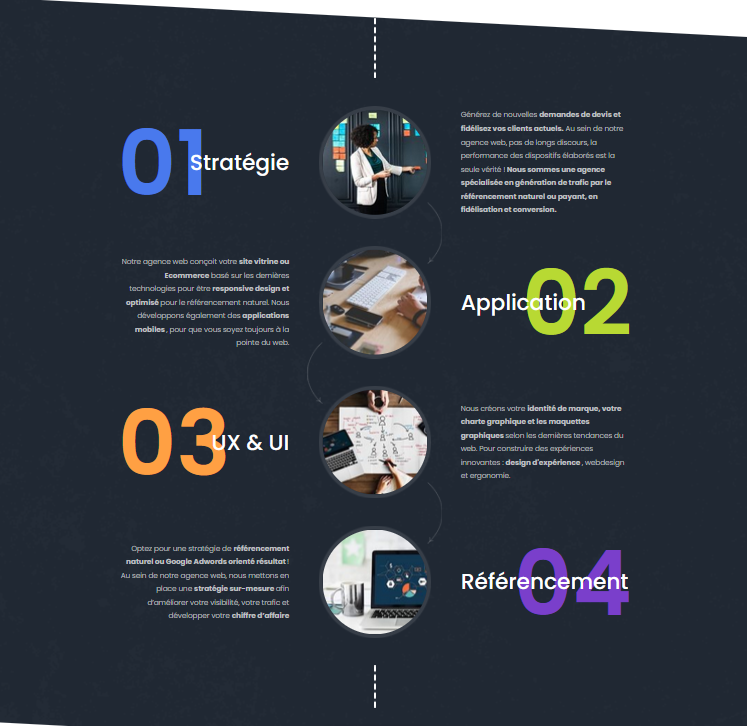 01
Stratégie
Générez de nouvelles demandes de devis et
fidélisez vos clients actuels. Au sein de notre
agence web, pas de longs discours, la
performance des dispositifs élaborés est la
seule vérité ! Nous sommes une agence
spécialisée en génération de trafic par le
référencement naturel ou payant, en
fidélisation et conversion.
Notre agence web conçoit votre site vitrine ou
Ecommerce basé sur les dernières
technologies pour être responsive design et
optimisé pour le référencement naturel. Nous
développons également des applications
mobiles , pour que vous soyez toujours à la
pointe du web.
02
Application
03
UX & UI
Nous créons votre identité de marque, votre
charte graphique et les maquettes
graphiques selon les dernières tendances du
web. Pour construire des expériences
innovantes : design d'expérience , webdesign
et ergonomie.
Optez pour une stratégie de référencement
naturel ou Google Adwords orienté résultat !
Au sein de notre agence web, nous mettons en
place une stratégie sur-mesure afin
d'améliorer votre visibilité, votre trafic et
développer votre chiffre d'affaire
04
Référencement